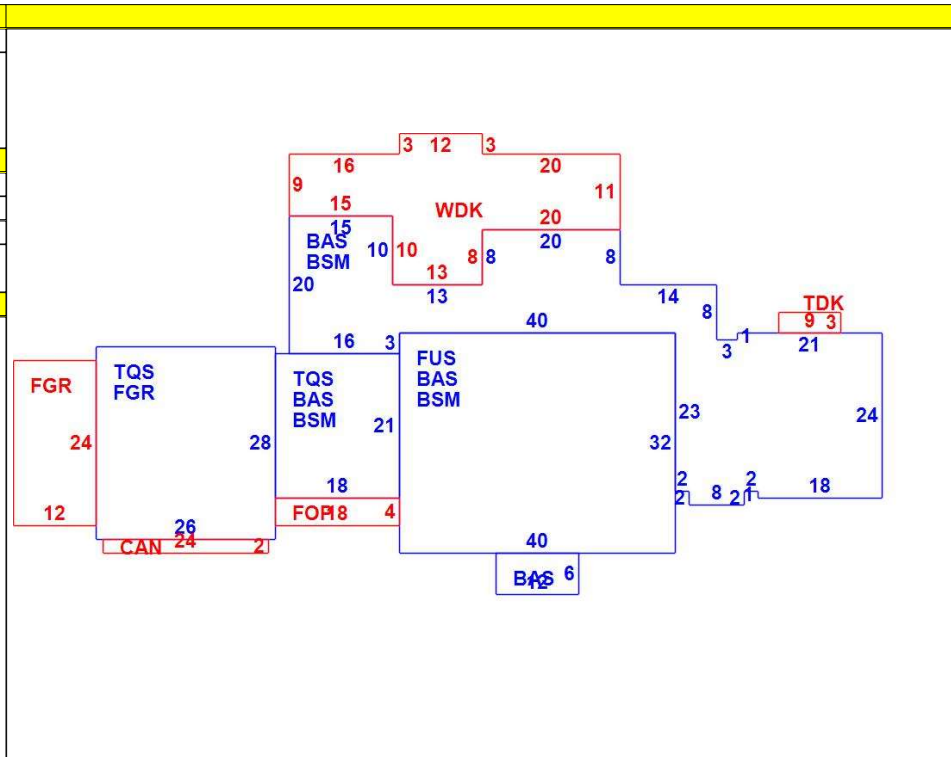 3 12 3
16 20
9 11
15 WDK 20
15 20
BAS 10 10 8 8 8
BSM
20 13
13 14
8 TDK
40 9 3
16 3 3 1 21
FUS
FGR TQS TQS BAS
FGR BAS BSM
BSM
23
21
24 28 32 24
18 2 2
2 8 2 1 18
12 FOP 18 4
26
CAN 24 2 40
BAS 6
12